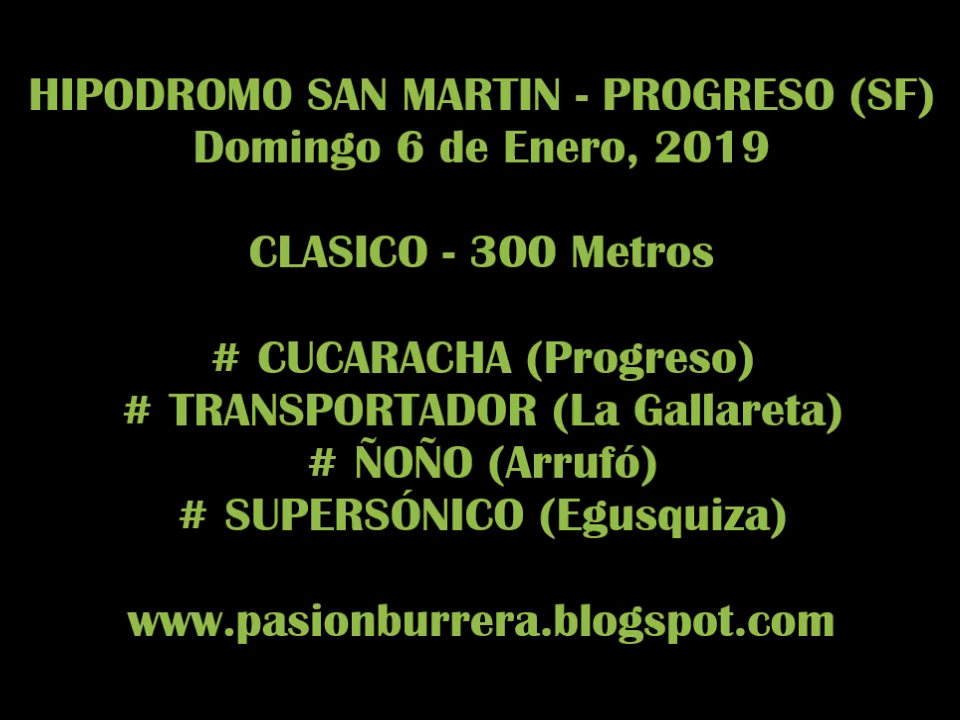 HIPODROMO SAN MARTIN - PROGRESO (SF)
Domingo 6 de Enero, 2019
CLASICO - 300 Metros
# CUCARACHA (Progreso)
# TRANSPORTADOR (La Gallareta)
# ÑOÑO (Arrufó)
# SUPERSÓNICO (Egusquiza)
www.pasionburrera.blogspot.com